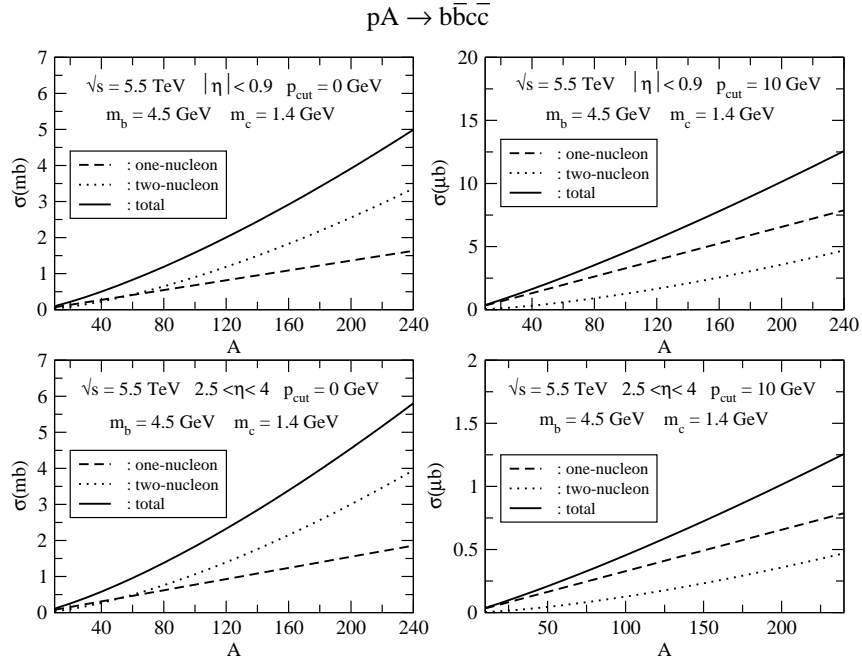 pA → bb̅cc̅
√s = 5.5 TeV |η| < 0.9 p_cut = 0 GeV
m_b = 4.5 GeV m_c = 1.4 GeV
: one-nucleon
: two-nucleon
: total
σ(mb)
7
6
5
4
3
2
1
0
40 80 120 160 200 240
A
√s = 5.5 TeV |η| < 0.9 p_cut = 10 GeV
m_b = 4.5 GeV m_c = 1.4 GeV
: one-nucleon
: two-nucleon
: total
σ(μb)
20
15
10
5
0
40 80 120 160 200 240
A
√s = 5.5 TeV 2.5 <η< 4 p_cut = 0 GeV
m_b = 4.5 GeV m_c = 1.4 GeV
: one-nucleon
: two-nucleon
: total
σ(mb)
7
6
5
4
3
2
1
0
40 80 120 160 200 240
A
√s = 5.5 TeV 2.5 <η< 4 p_cut = 10 GeV
m_b = 4.5 GeV m_c = 1.4 GeV
: one-nucleon
: two-nucleon
: total
σ(μb)
2
1.5
1
0.5
0
50 100 150 200
A